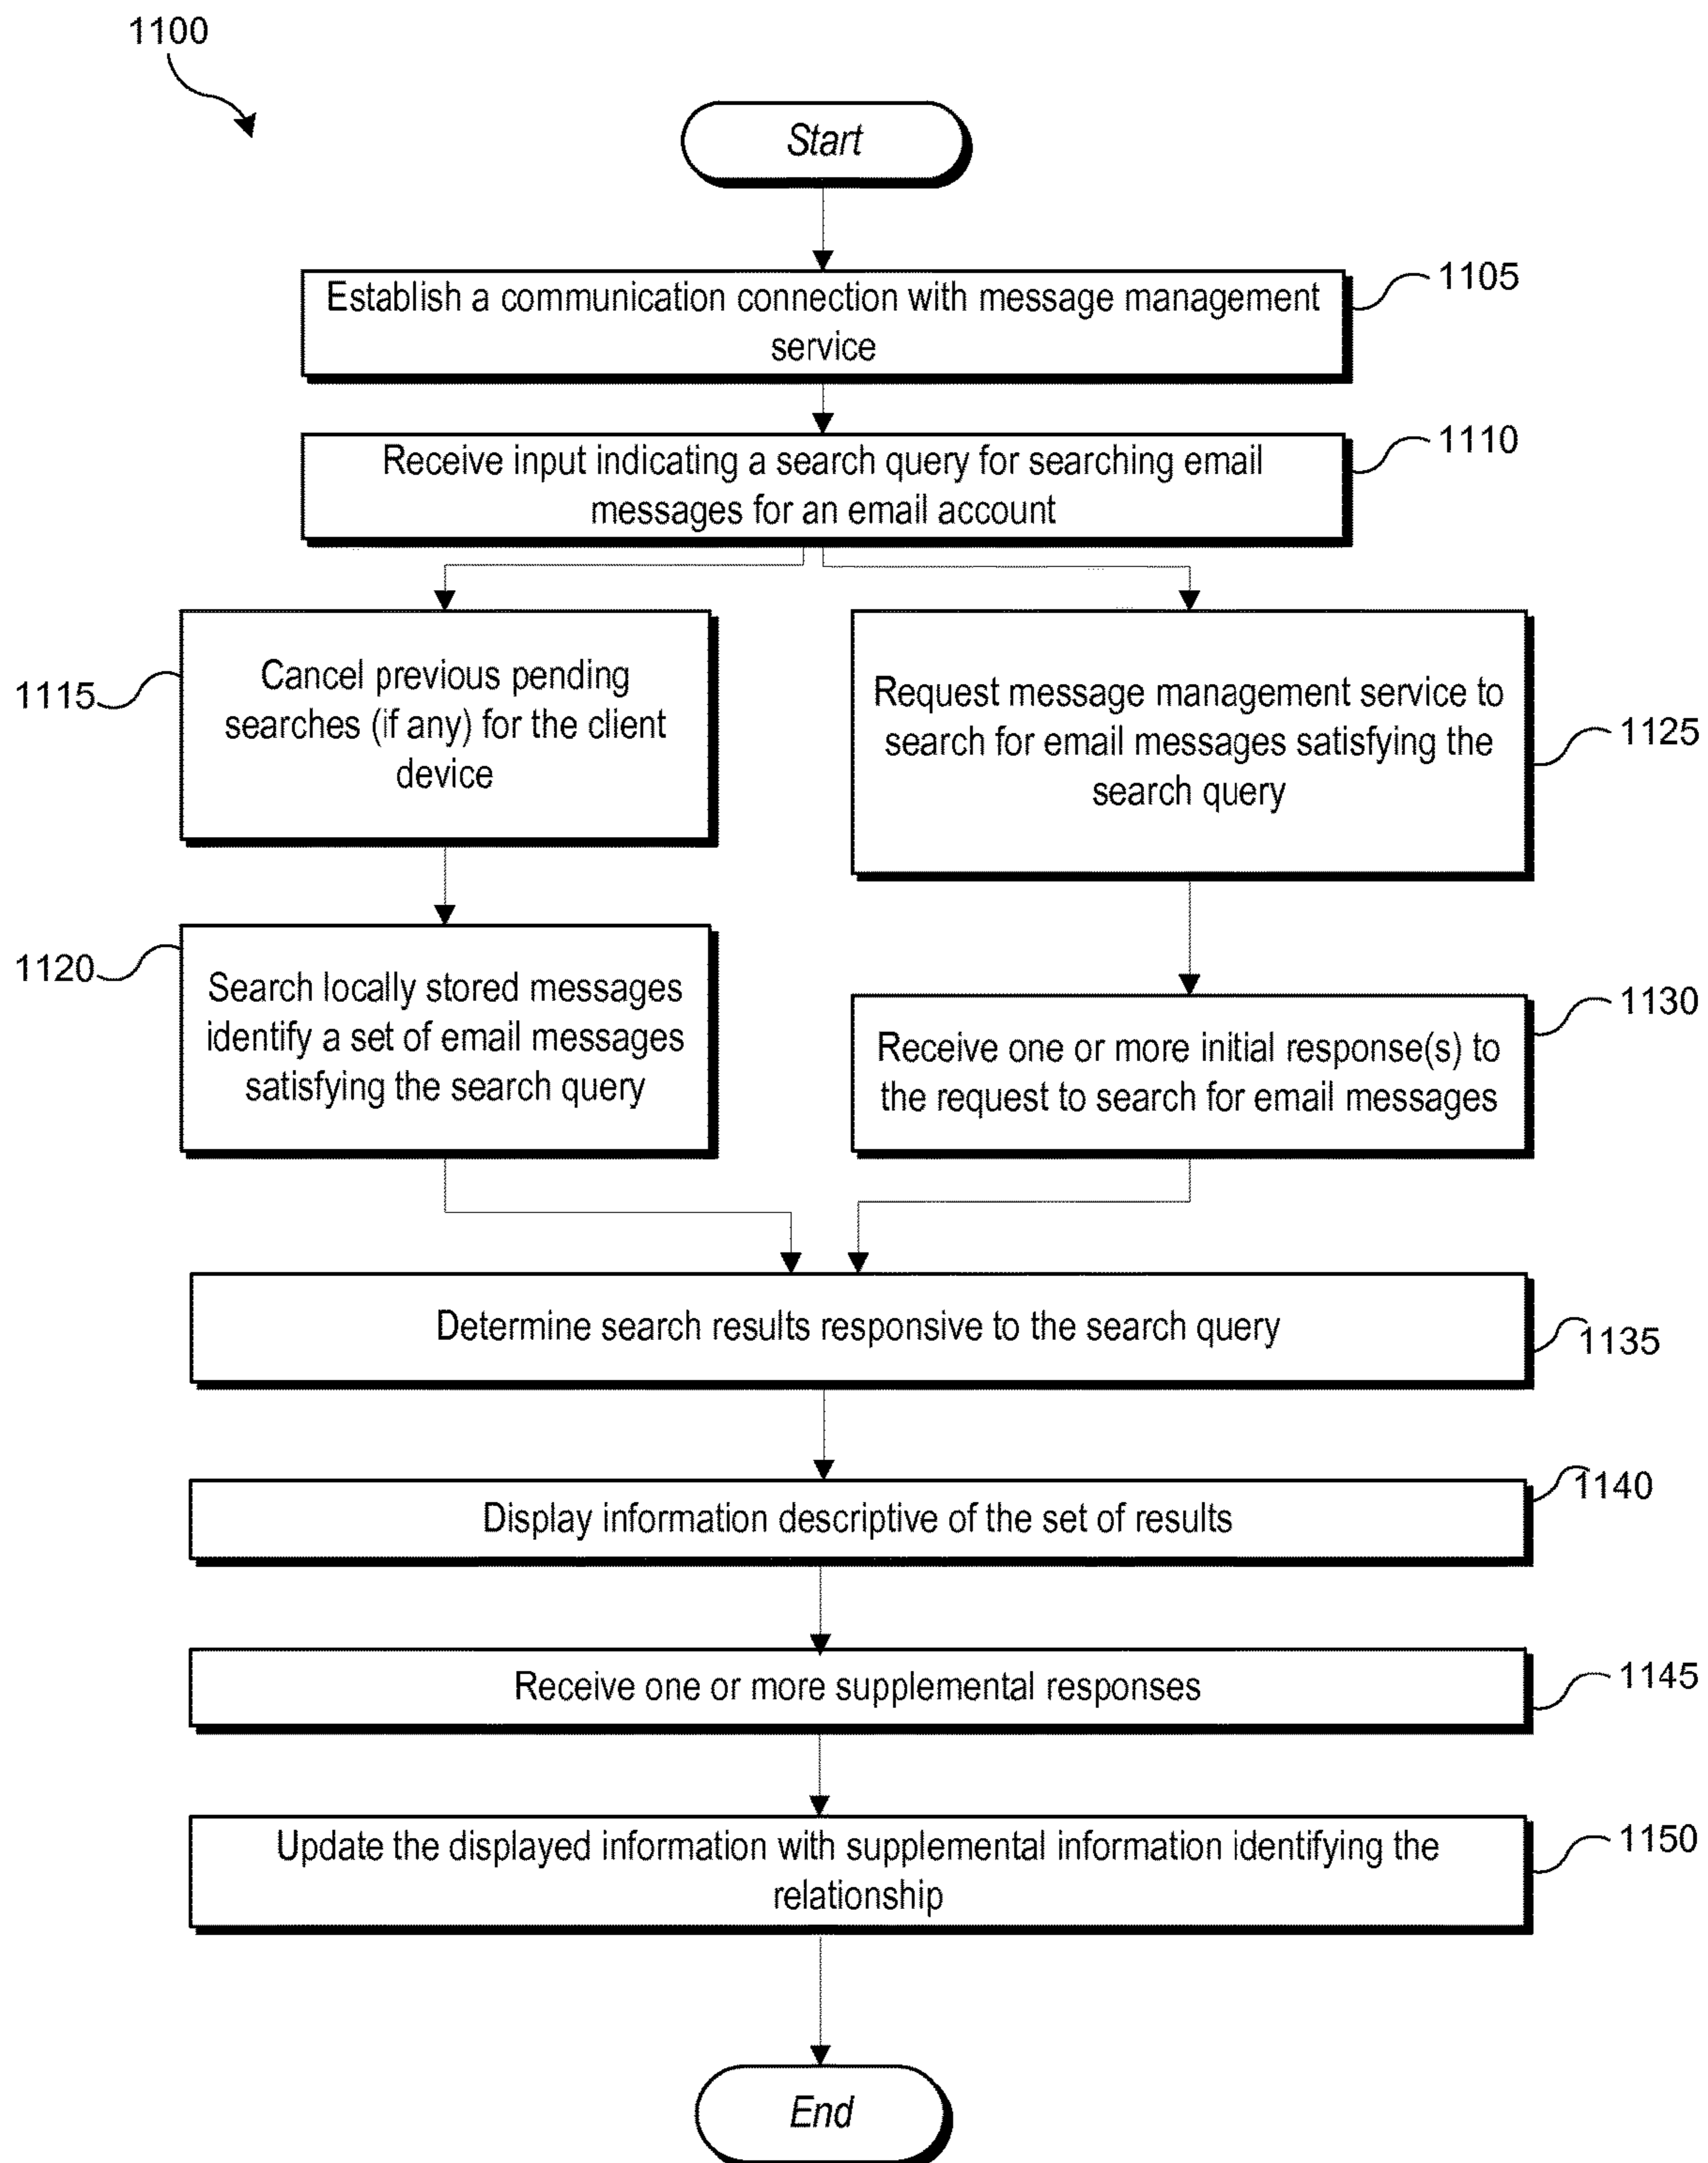 1100
Start
Establish a communication connection with message management
service
1105
Receive input indicating a search query for searching email
messages for an email account
1110
Cancel previous pending
searches (if any) for the client
device
1115
Request message management service to
search for email messages satisfying the
search query
1125
Search locally stored messages
identify a set of email messages
satisfying the search query
1120
Receive one or more initial response(s) to
the request to search for email messages
1130
Determine search results responsive to the search query
1135
Display information descriptive of the set of results
1140
Receive one or more supplemental responses
1145
Update the displayed information with supplemental information identifying the
relationship
1150
End